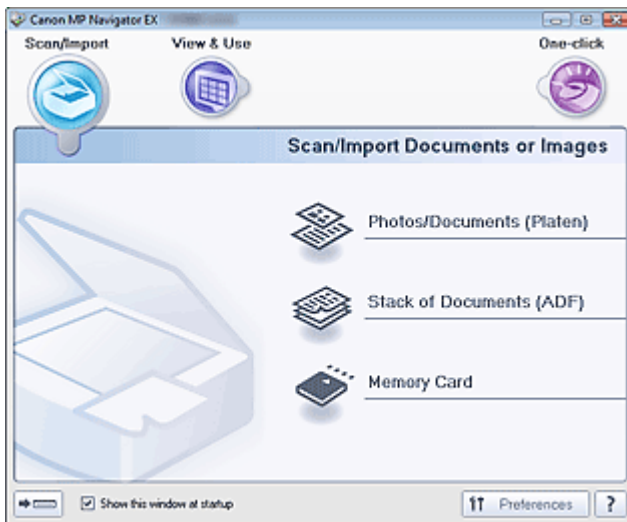 Canon MP Navigator EX
Scan/Import
View & Use
One-click
Scan/Import Documents or Images
Photos/Documents (Platen)
Stack of Documents (ADF)
Memory Card
Show this window at startup
Preferences
?